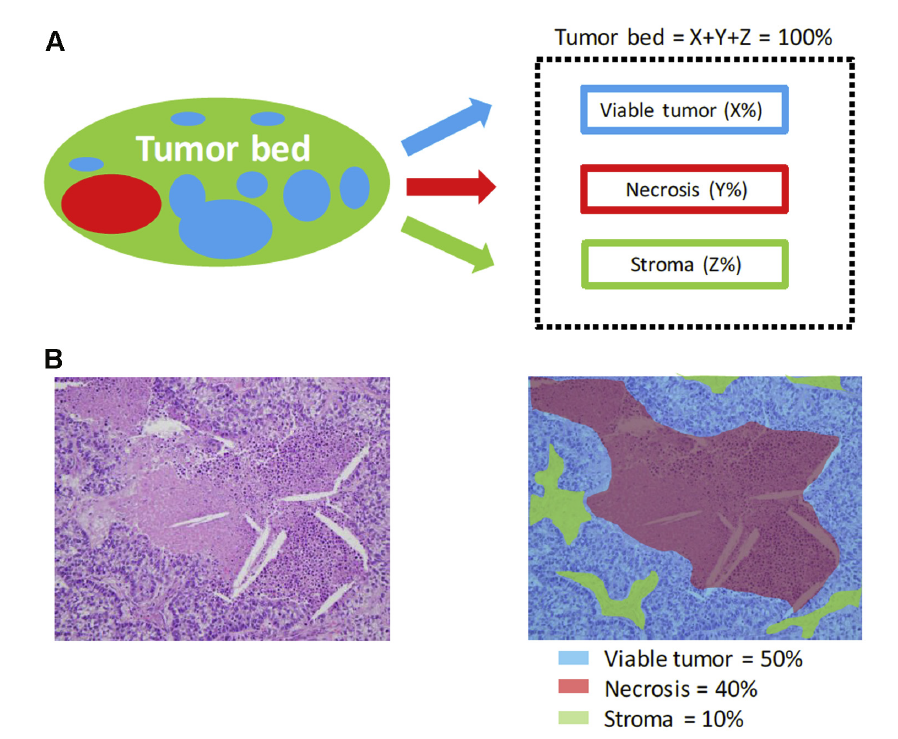 A
Tumor bed = X+Y+Z = 100%
Tumor bed
Viable tumor (X%)
Necrosis (Y%)
Stroma (Z%)
B
Viable tumor = 50%
Necrosis = 40%
Stroma = 10%